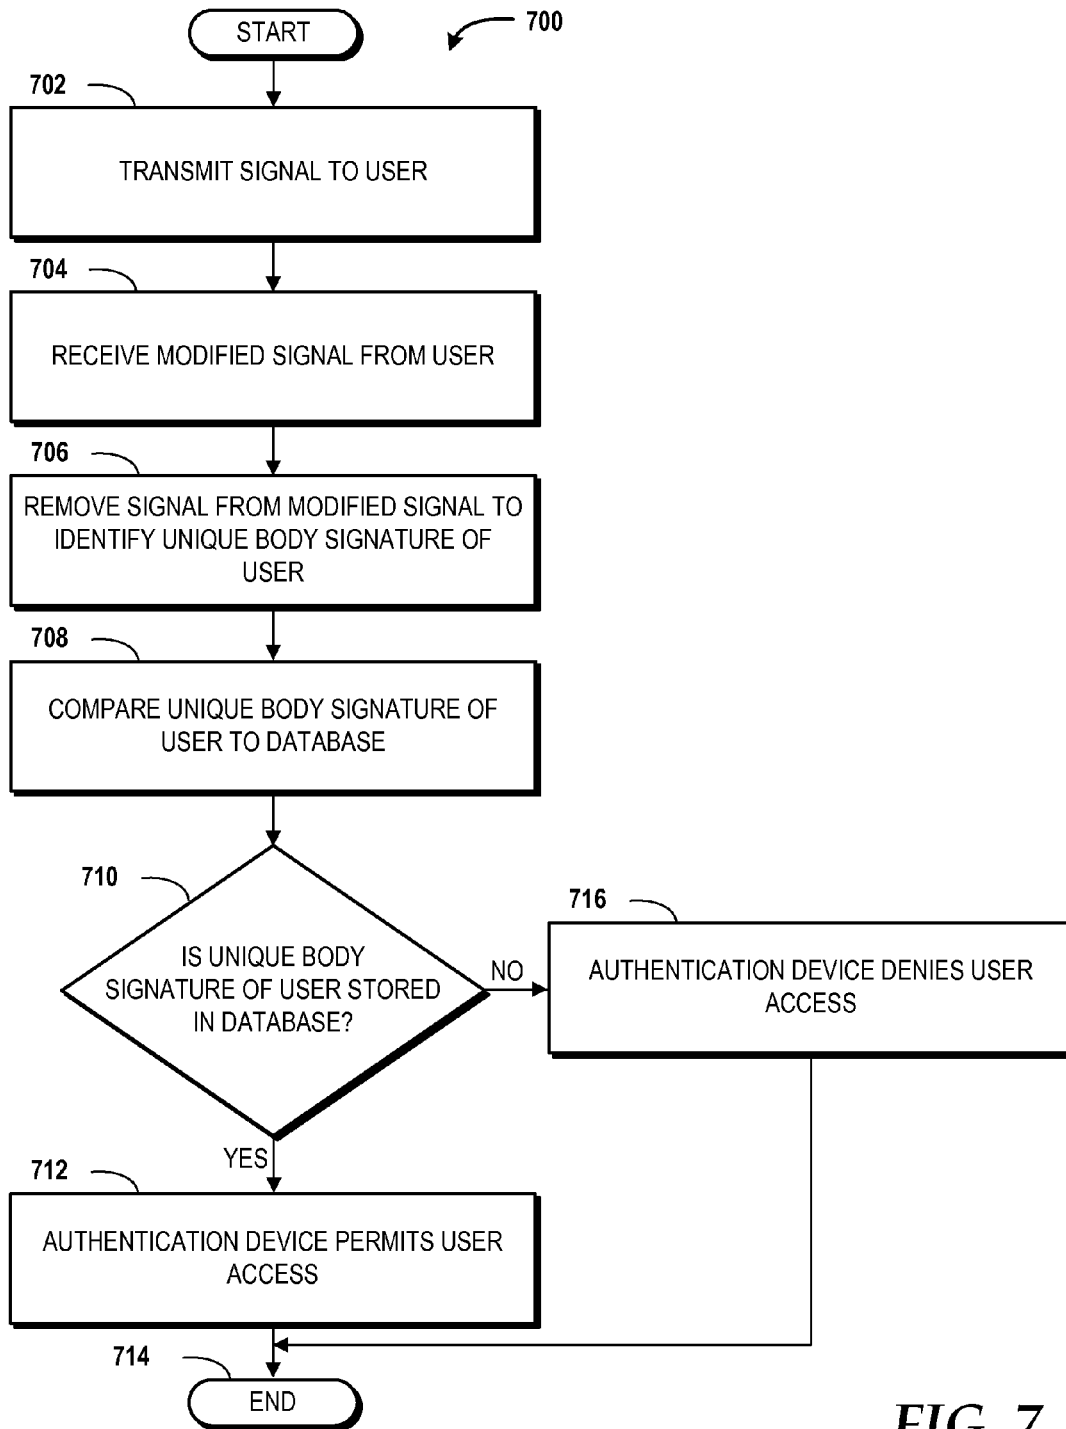 START
700
702
TRANSMIT SIGNAL TO USER
704
RECEIVE MODIFIED SIGNAL FROM USER
706
REMOVE SIGNAL FROM MODIFIED SIGNAL TO
IDENTIFY UNIQUE BODY SIGNATURE OF
USER
708
COMPARE UNIQUE BODY SIGNATURE OF
USER TO DATABASE
710
IS UNIQUE BODY
SIGNATURE OF USER STORED
IN DATABASE?
NO
716
AUTHENTICATION DEVICE DENIES USER
ACCESS
YES
712
AUTHENTICATION DEVICE PERMITS USER
ACCESS
714
END
FIG. 7